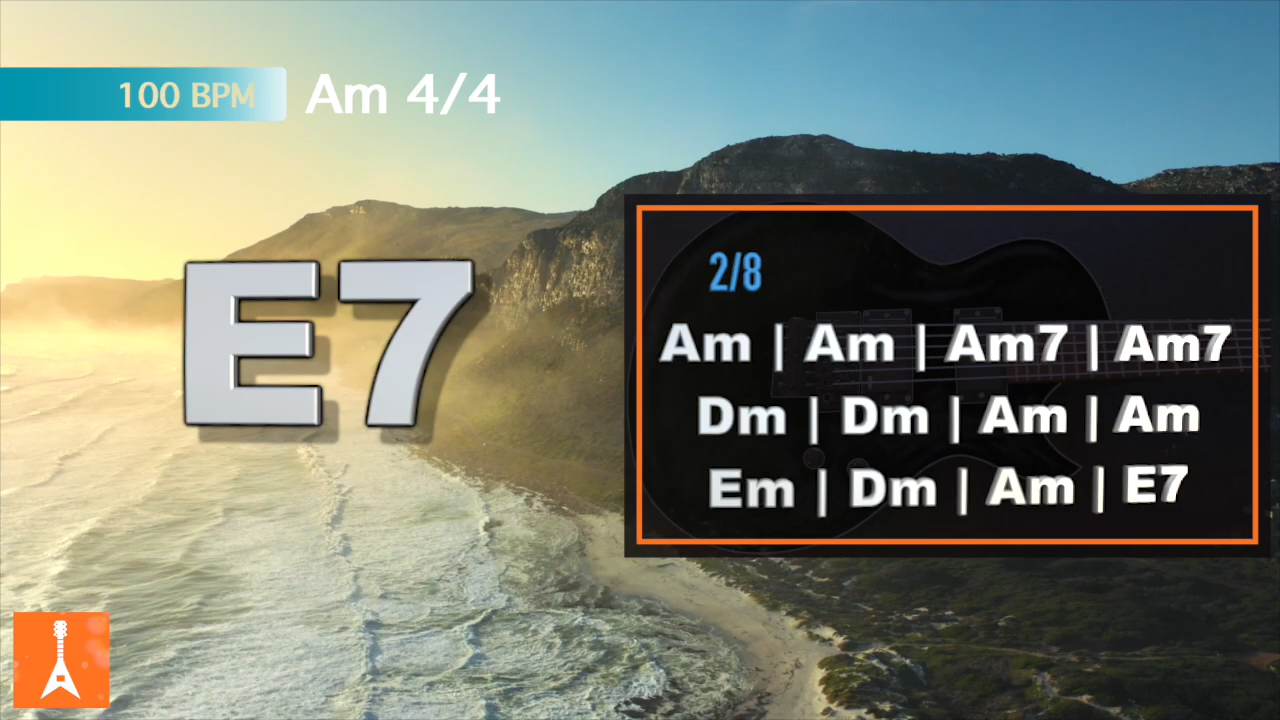 100 BPM Am 4/4
E7
2/8
Am | Am | Am7 | Am7
Dm | Dm | Am | Am
Em | Dm | Am | E7